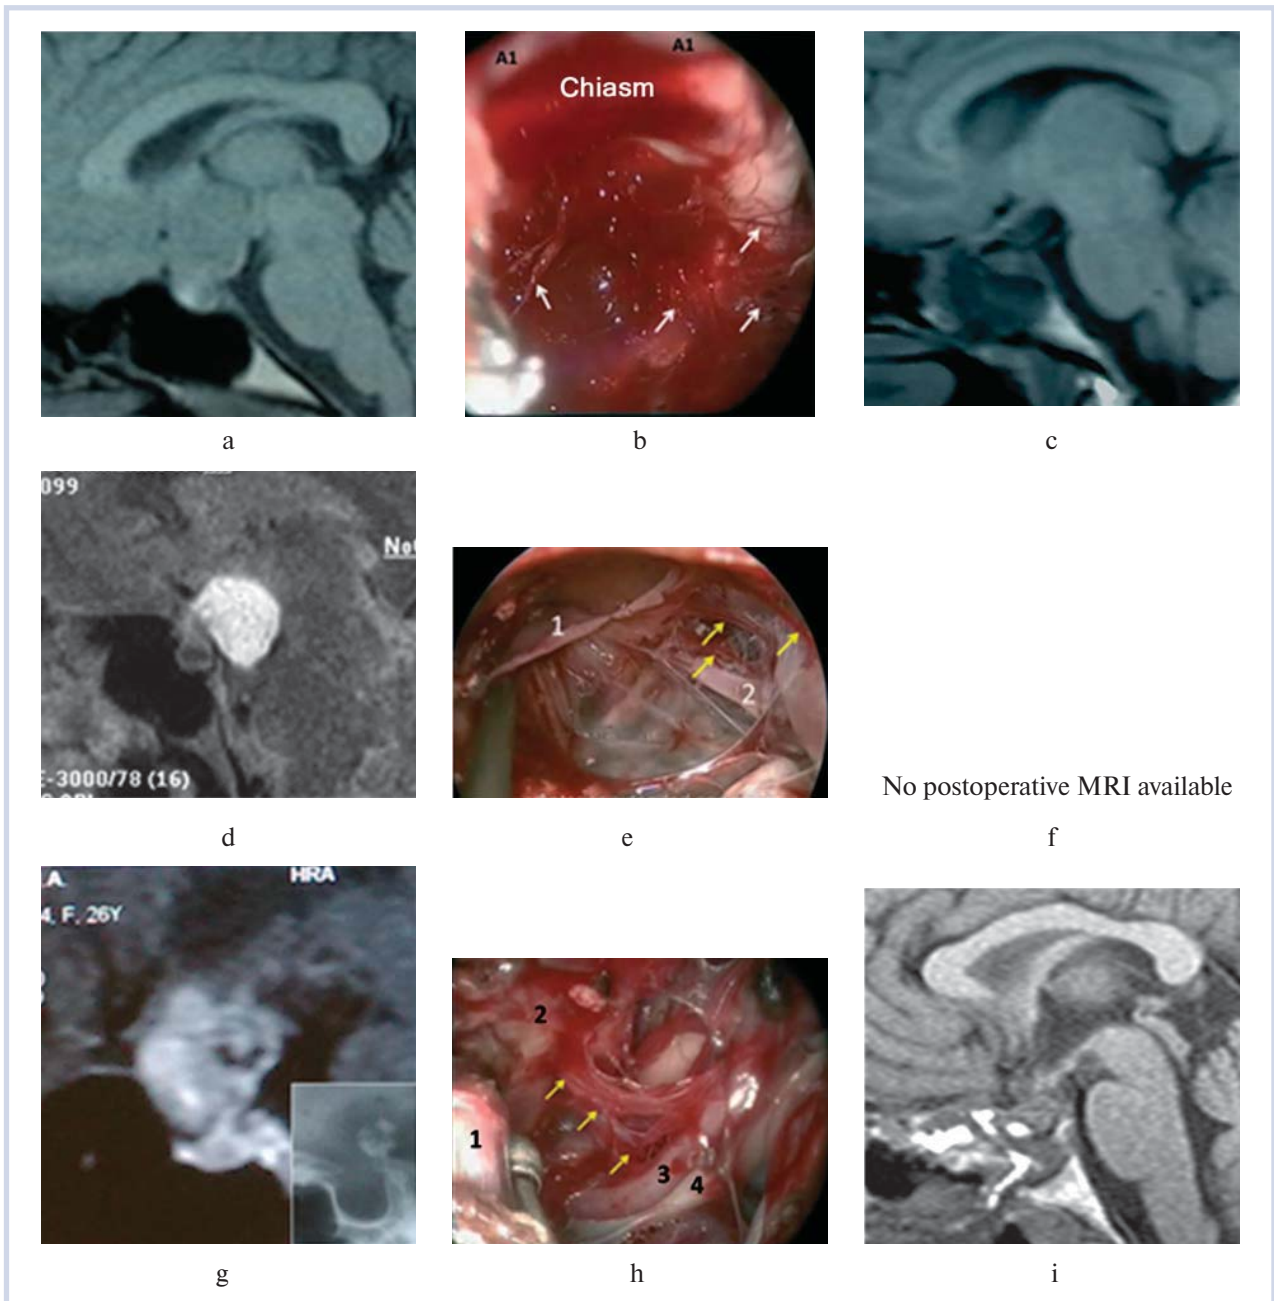 A1
A1
Chiasm
a
b
c
099
E-3000/78 (16)
1
2
No postoperative MRI available
d
e
f
.A.
HRA
4, F, 26Y
2
1
3
4
g
h
i